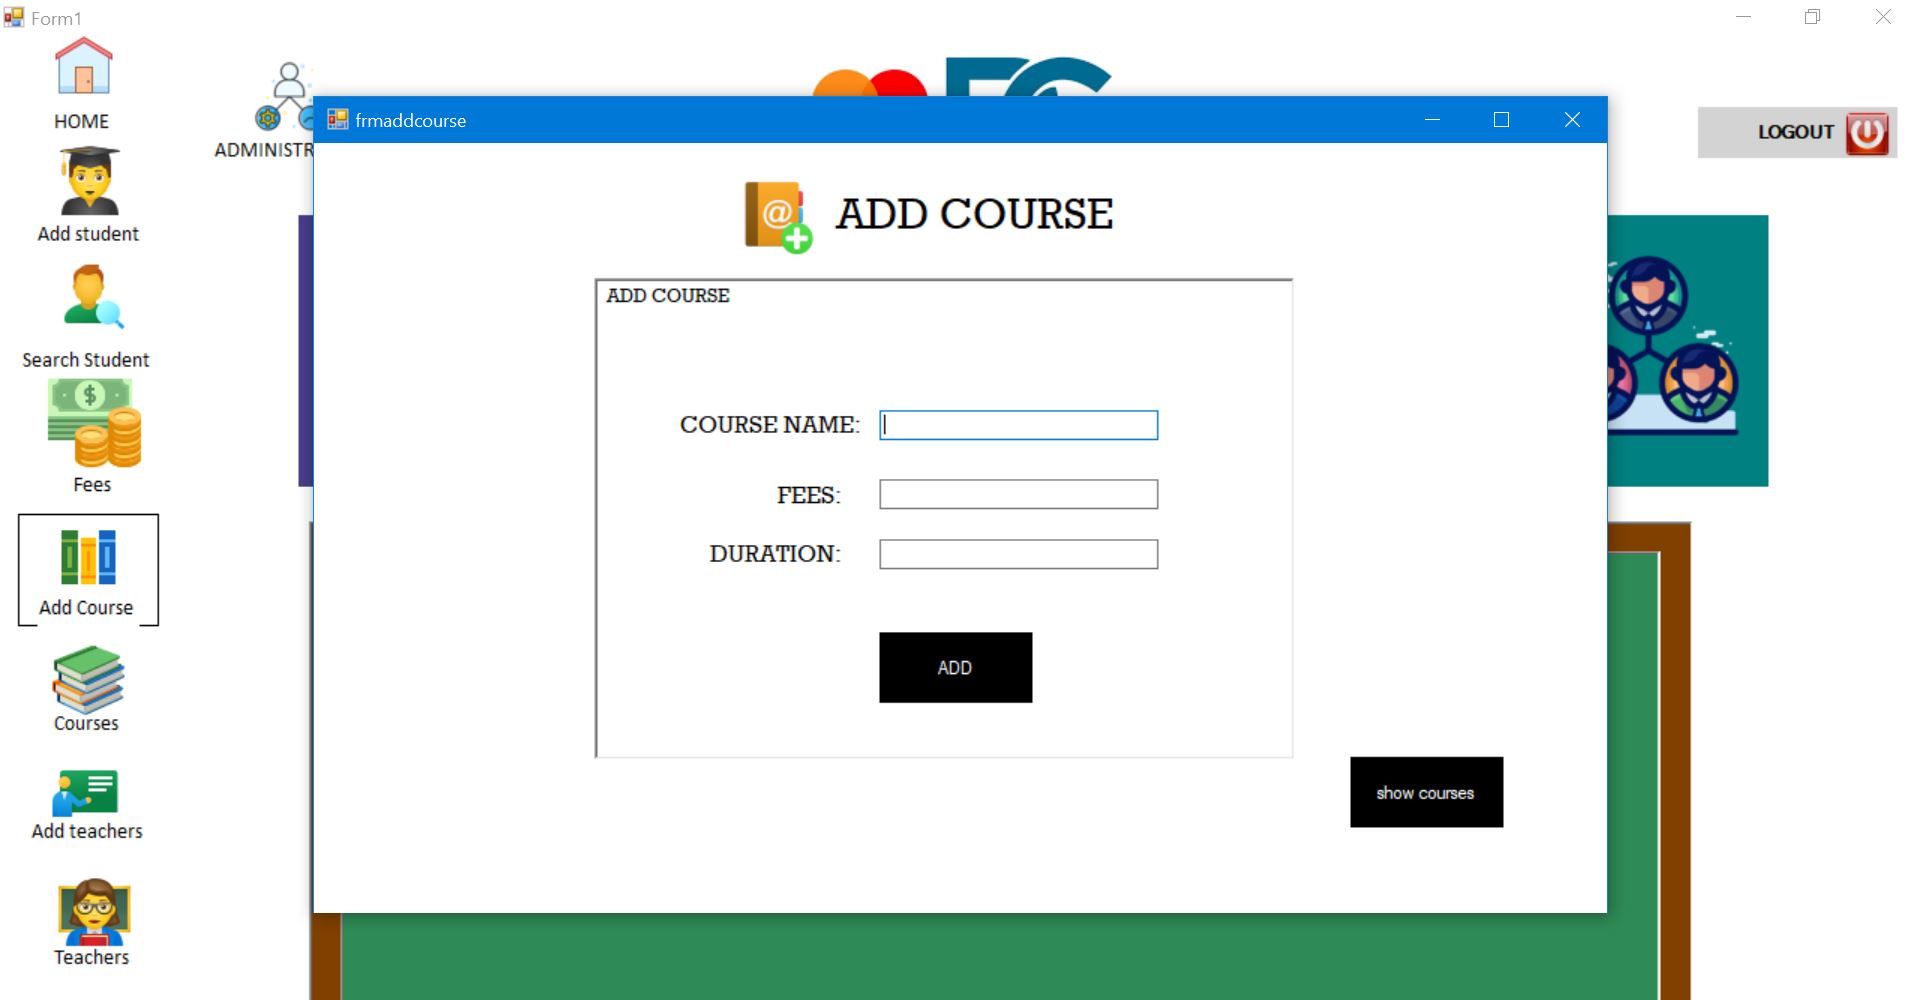 Form1
HOME
Add student
Search Student
Fees
Add Course
Courses
Add teachers
Teachers
LOGOUT
frmaddcourse
ADD COURSE
ADD COURSE
COURSE NAME:
FEES:
DURATION:
ADD
show courses